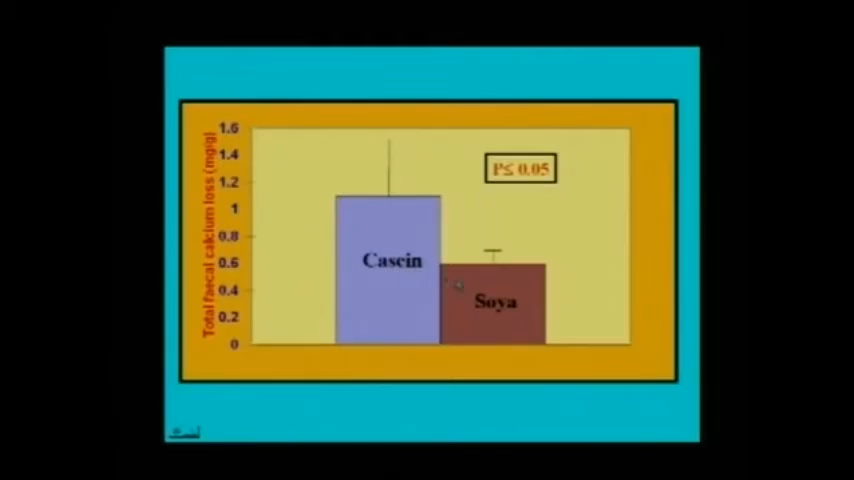 Total faecal calcium loss (mg/g)
1.6
1.4
1.2
1
0.8
0.6
0.4
0.2
0
P≤ 0.05
Casein
Soya